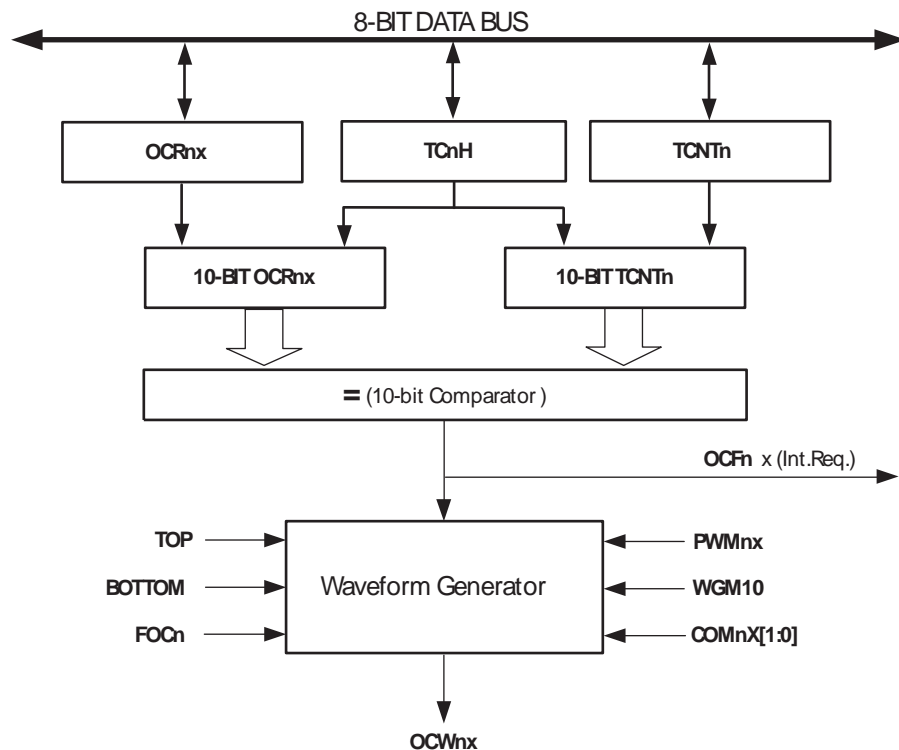 8-BIT DATA BUS
OCRnx
TCnH
TCNTn
10-BIT OCRnx
10-BIT TCNTn
= (10-bit Comparator )
OCFn x (Int.Req.)
TOP
PWMnx
BOTTOM
Waveform Generator
WGM10
FOCn
COMnX[1:0]
OCWnx